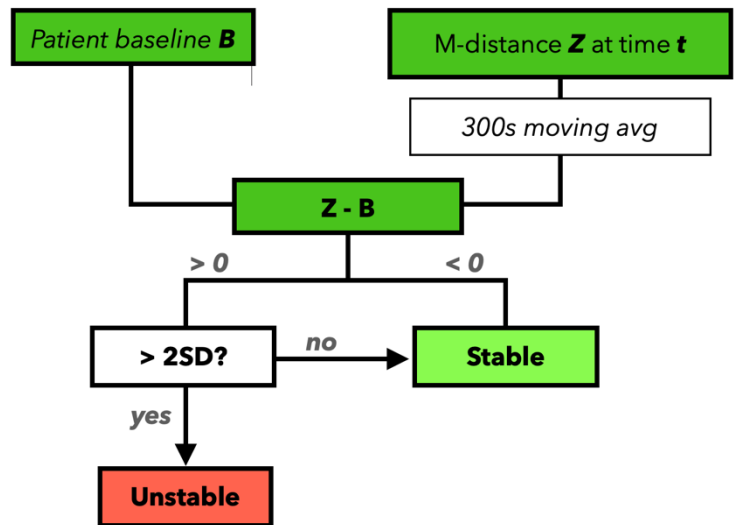 Patient baseline B
M-distance Z at time t
300s moving avg
Z - B
> 0
< 0
> 2SD?
no
Stable
yes
Unstable